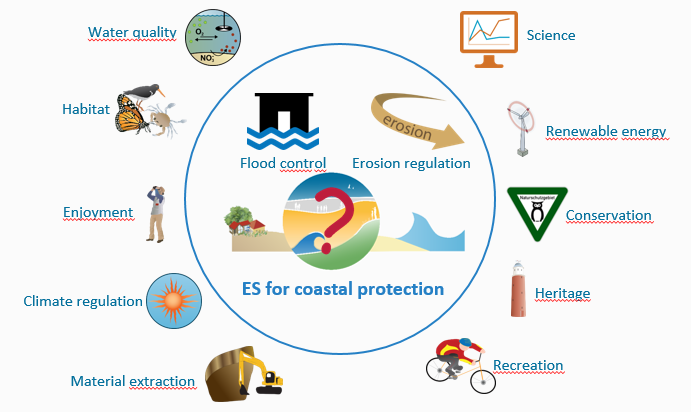 Water quality
O₂
NO₃⁻
Science
Habitat
erosion
Renewable energy
Flood control
Erosion regulation
Enjoyment
Naturschutzgebiet
Conservation
?
ES for coastal protection
Climate regulation
Heritage
Material extraction
Recreation